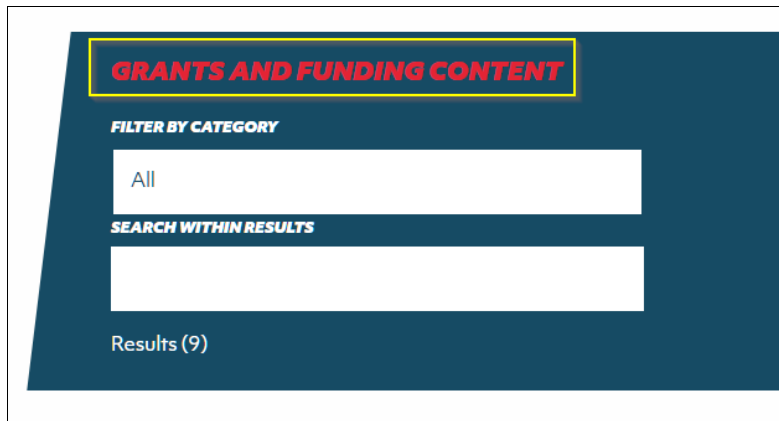 GRANTS AND FUNDING CONTENT
FILTER BY CATEGORY
All
SEARCH WITHIN RESULTS
Results (9)